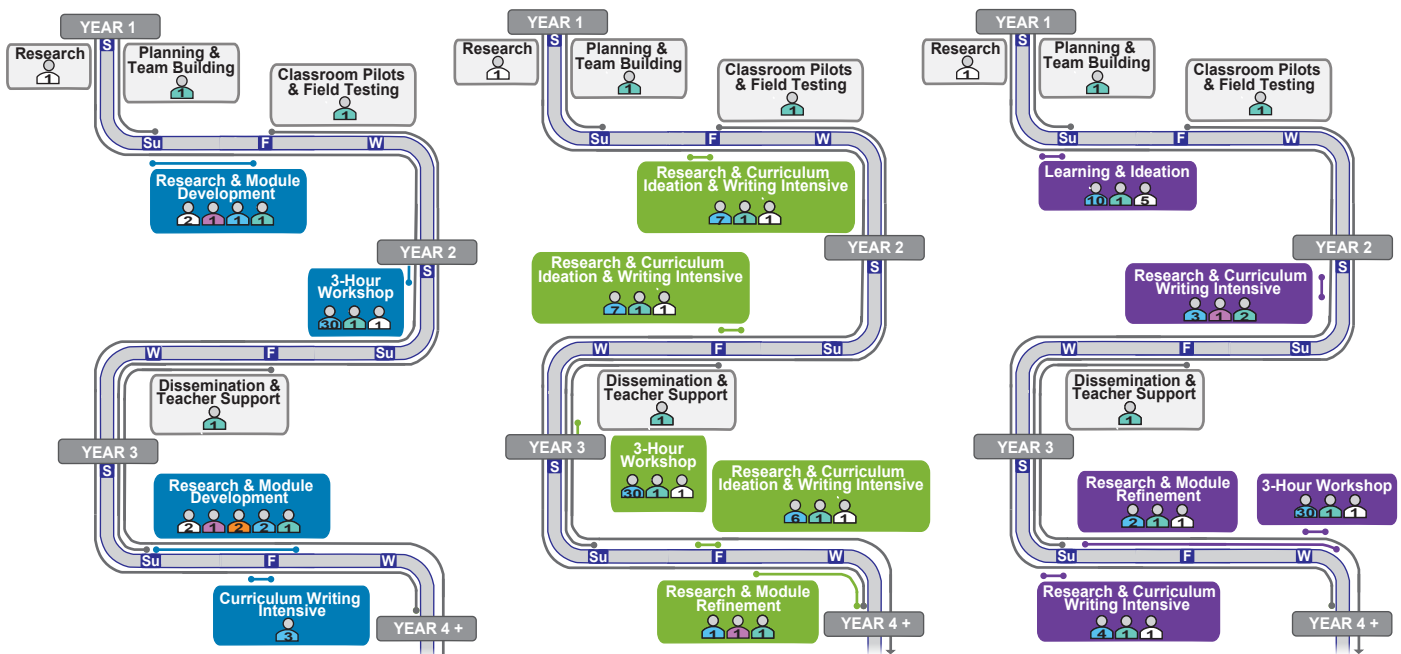 YEAR 1
S
Research
1
Planning &
Team Building
1
Classroom Pilots
& Field Testing
1
Su
F
W
Research & Module
Development
2 1 1 1
YEAR 2
S
3-Hour
Workshop
30 1 1
W
F
Su
Dissemination &
Teacher Support
1
YEAR 3
S
Research & Module
Development
2 1 2 2 1
Su
F
W
Curriculum Writing
Intensive
3
YEAR 4 +
YEAR 1
S
Research
1
Planning &
Team Building
1
Classroom Pilots
& Field Testing
1
Su
F
W
Research & Curriculum
Ideation & Writing Intensive
7 1 1
YEAR 2
S
Research & Curriculum
Ideation & Writing Intensive
7 1 1
W
F
Su
Dissemination &
Teacher Support
1
YEAR 3
S
3-Hour
Workshop
30 1 1
Research & Curriculum
Ideation & Writing Intensive
6 1 1
Su
F
W
Research & Module
Refinement
1 1 1
YEAR 4 +
YEAR 1
S
Research
1
Planning &
Team Building
1
Classroom Pilots
& Field Testing
1
Su
F
W
Learning & Ideation
10 1 5
YEAR 2
S
Research & Curriculum
Writing Intensive
3 1 2
W
F
Su
Dissemination &
Teacher Support
1
YEAR 3
S
Research & Module
Refinement
2 1 1
3-Hour Workshop
30 1 1
Su
F
W
Research & Curriculum
Writing Intensive
4 1 1
YEAR 4 +